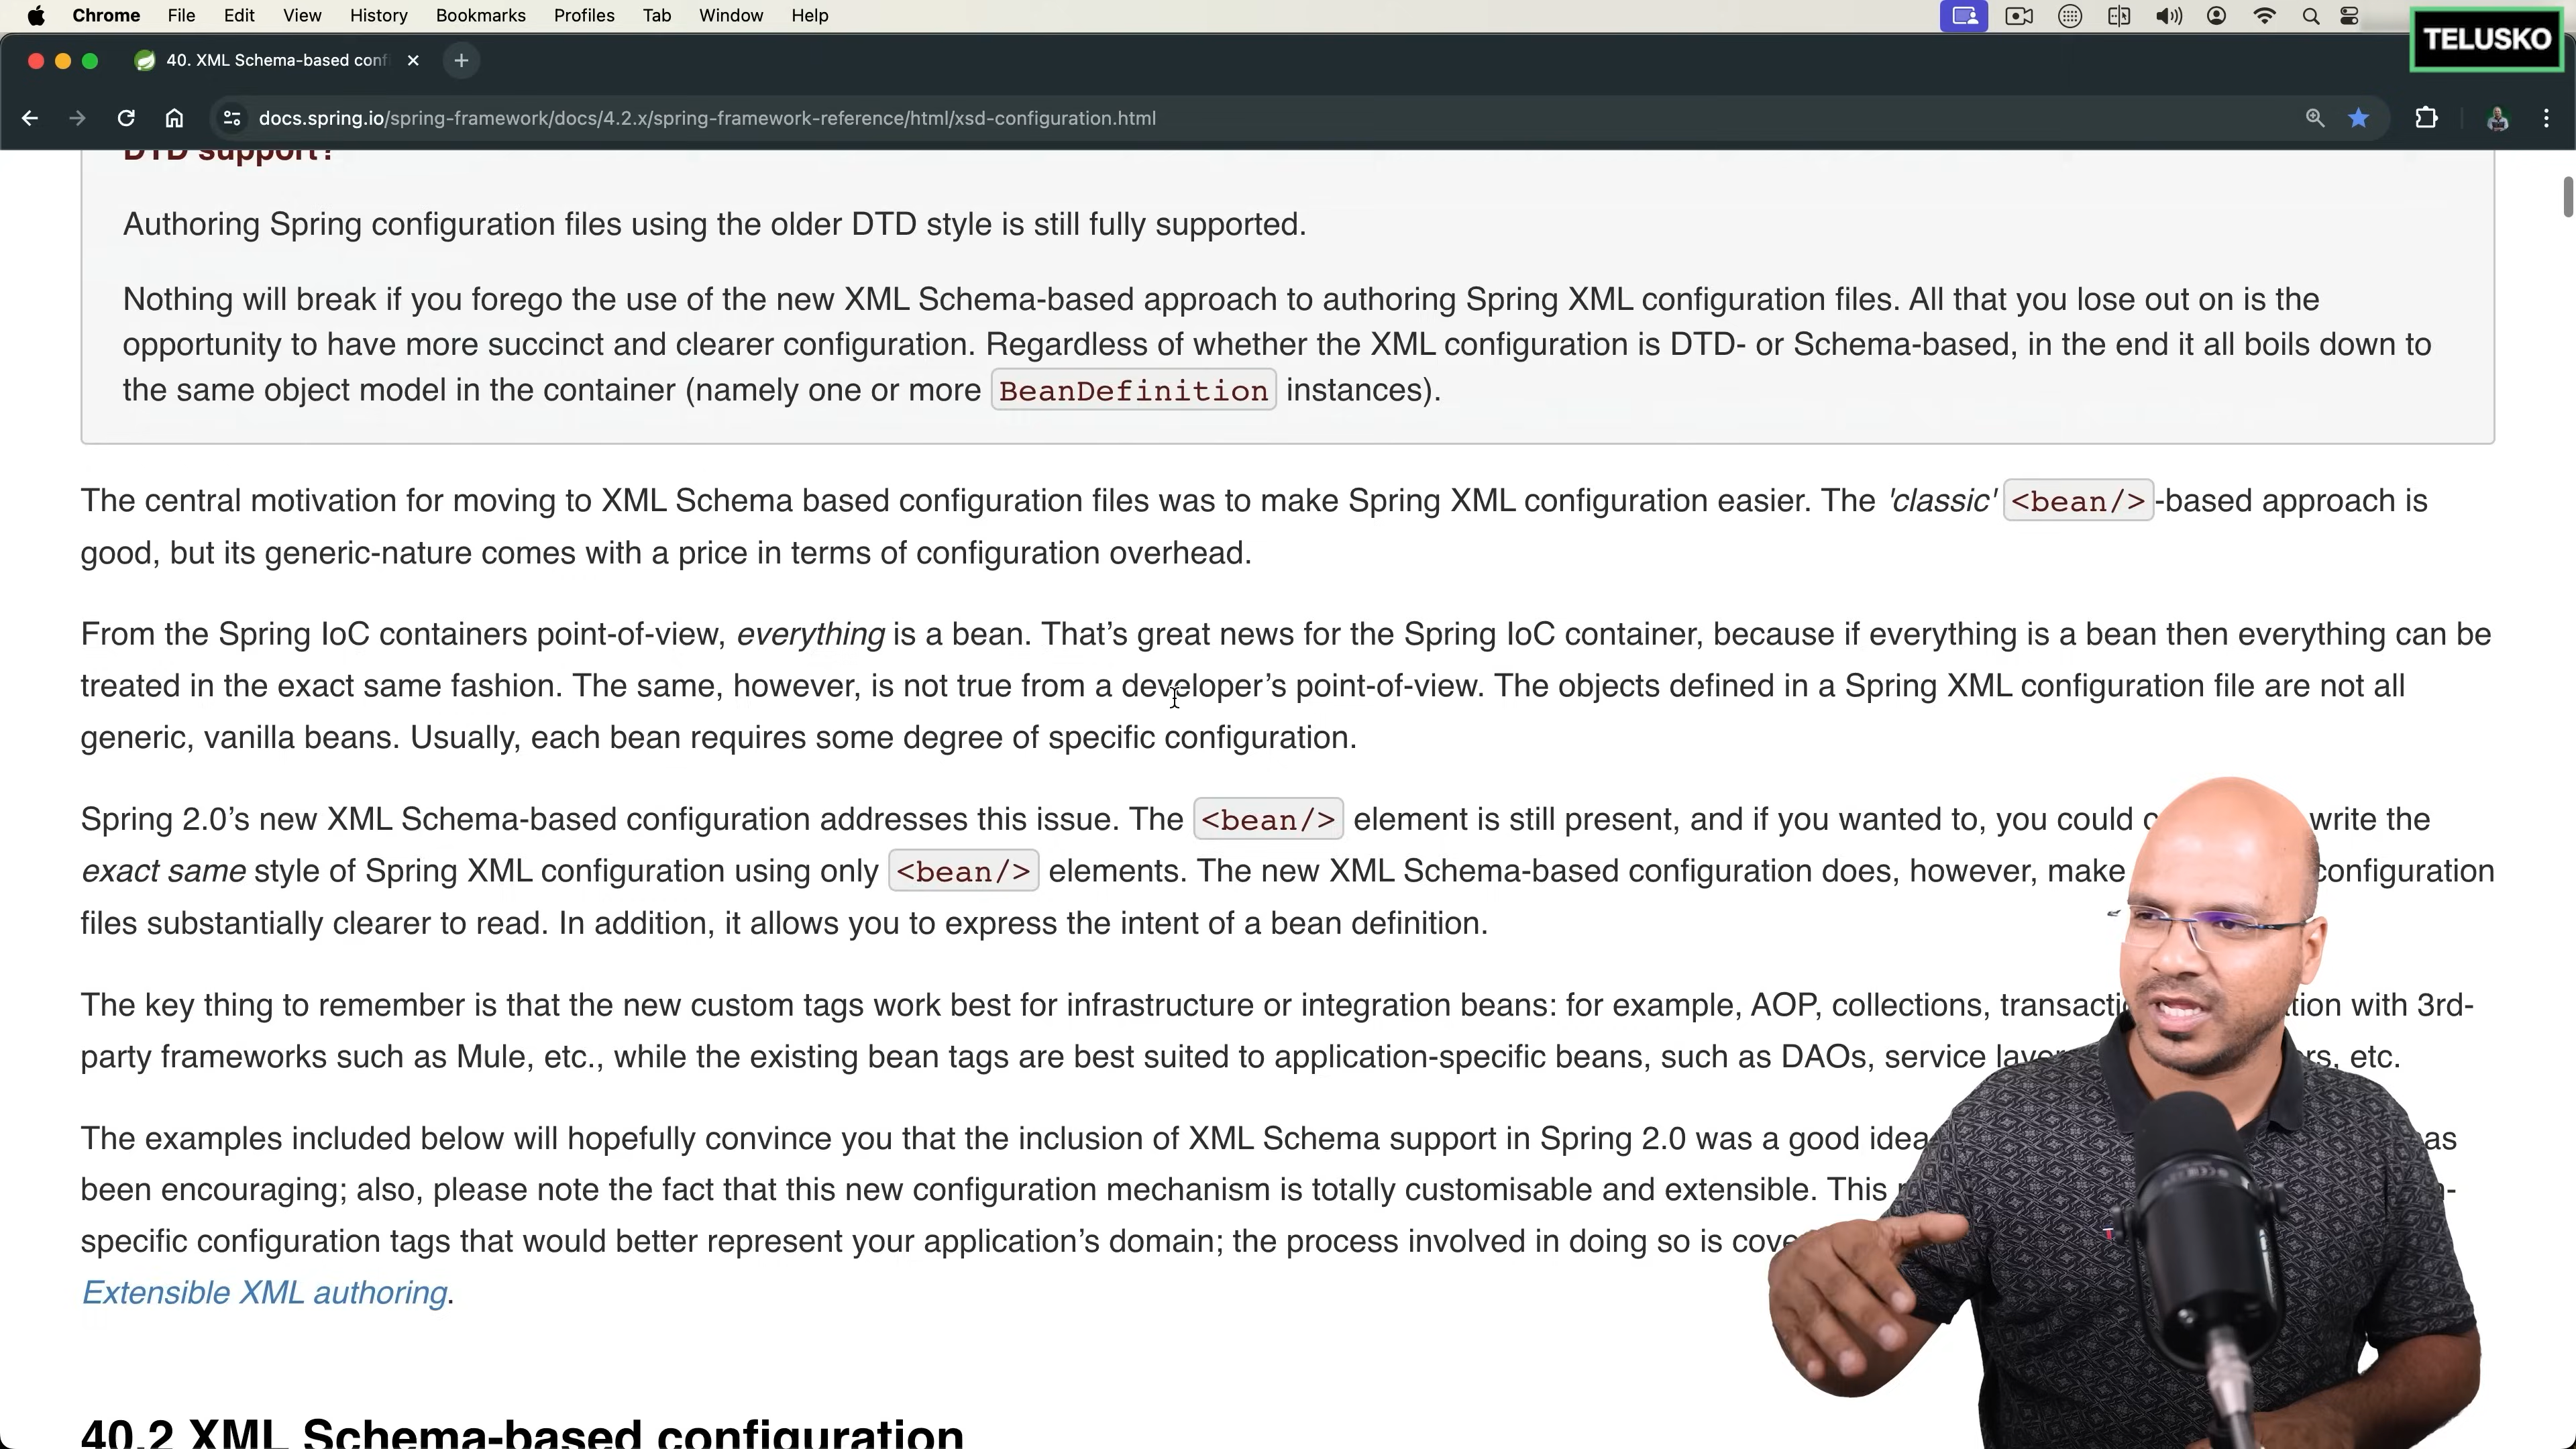 Chrome File Edit View History Bookmarks Profiles Tab Window Help
TELUSKO
40. XML Schema-based conf
docs.spring.io/spring-framework/docs/4.2.x/spring-framework-reference/html/xsd-configuration.html
DTD support?
Authoring Spring configuration files using the older DTD style is still fully supported.
Nothing will break if you forego the use of the new XML Schema-based approach to authoring Spring XML configuration files. All that you lose out on is the
opportunity to have more succinct and clearer configuration. Regardless of whether the XML configuration is DTD- or Schema-based, in the end it all boils down to
the same object model in the container (namely one or more BeanDefinition instances).
The central motivation for moving to XML Schema based configuration files was to make Spring XML configuration easier. The 'classic' <bean/>-based approach is
good, but its generic-nature comes with a price in terms of configuration overhead.
From the Spring IoC containers point-of-view, everything is a bean. That’s great news for the Spring IoC container, because if everything is a bean then everything can be
treated in the exact same fashion. The same, however, is not true from a developer’s point-of-view. The objects defined in a Spring XML configuration file are not all
generic, vanilla beans. Usually, each bean requires some degree of specific configuration.
Spring 2.0’s new XML Schema-based configuration addresses this issue. The <bean/> element is still present, and if you wanted to, you could write the
exact same style of Spring XML configuration using only <bean/> elements. The new XML Schema-based configuration does, however, make configuration
files substantially clearer to read. In addition, it allows you to express the intent of a bean definition.
The key thing to remember is that the new custom tags work best for infrastructure or integration beans: for example, AOP, collections, with 3rd-
party frameworks such as Mule, etc., while the existing bean tags are best suited to application-specific beans, such as DAOs, service etc.
The examples included below will hopefully convince you that the inclusion of XML Schema support in Spring 2.0 was a good idea
been encouraging; also, please note the fact that this new configuration mechanism is totally customisable and extensible. This
specific configuration tags that would better represent your application’s domain; the process involved in doing so is
Extensible XML authoring.
40.2 XML Schema-based configuration